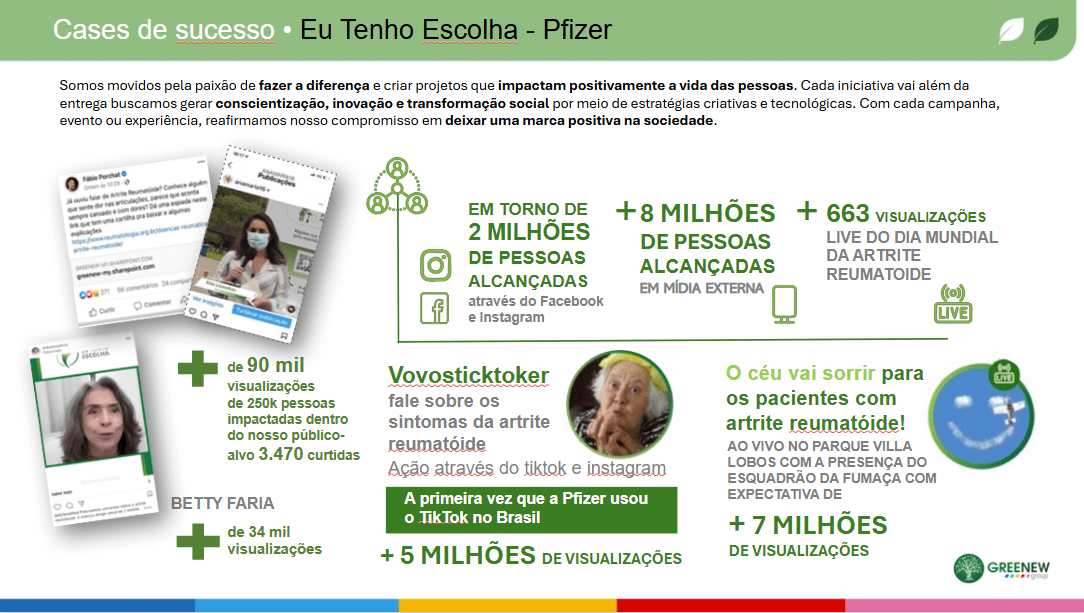 Cases de sucesso • Eu Tenho Escolha - Pfizer
Somos movidos pela paixão de fazer a diferença e criar projetos que impactam positivamente a vida das pessoas. Cada iniciativa vai além da
entrega buscamos gerar conscientização, inovação e transformação social por meio de estratégias criativas e tecnológicas. Com cada campanha,
evento ou experiência, reafirmamos nosso compromisso em deixar uma marca positiva na sociedade.
Fábio Porchat
Ontem às 12:29
Já ouviu falar de Artrite Reumatóide? Conhece alguém
que sente dor nas articulações, parece que acorda
sempre cansado e com dores? Dá uma espiada neste
link que tem uma cartilha pra baixar e algumas
explicações
GREENEW-MY.SHAREPOINT.COM
greenew-my.sharepoint.com
271
58 comentários 24
Curtir
Comentar
Publicações
Ver insights
EM TORNO DE
2 MILHÕES
DE PESSOAS
ALCANÇADAS
através do Facebook
e Instagram
+ 8 MILHÕES
DE PESSOAS
ALCANÇADAS
EM MÍDIA EXTERNA
+ 663 VISUALIZAÇÕES
LIVE DO DIA MUNDIAL
DA ARTRITE
REUMATOIDE
LIVE
ESCOLHA
de 90 mil
visualizações
de 250k pessoas
impactadas dentro
do nosso público-
alvo 3.470 curtidas
BETTY FARIA
de 34 mil
visualizações
Vovosticktoker
fale sobre os
sintomas da artrite
reumatóide
Ação através do tiktok e instagram
A primeira vez que a Pfizer usou
o TikTok no Brasil
+ 5 MILHÕES DE VISUALIZAÇÕES
O céu vai sorrir para
os pacientes com
artrite reumatóide!
LIVE
AO VIVO NO PARQUE VILLA
LOBOS COM A PRESENÇA DO
ESQUADRÃO DA FUMAÇA COM
EXPECTATIVA DE
+ 7 MILHÕES
DE VISUALIZAÇÕES
GREENEW
group